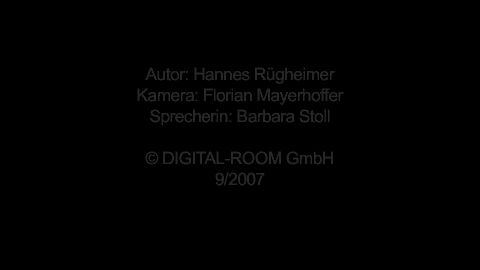 Autor: Hannes Rügheimer
Kamera: Florian Mayerhoffer
Sprecherin: Barbara Stoll
© DIGITAL-ROOM GmbH
9/2007